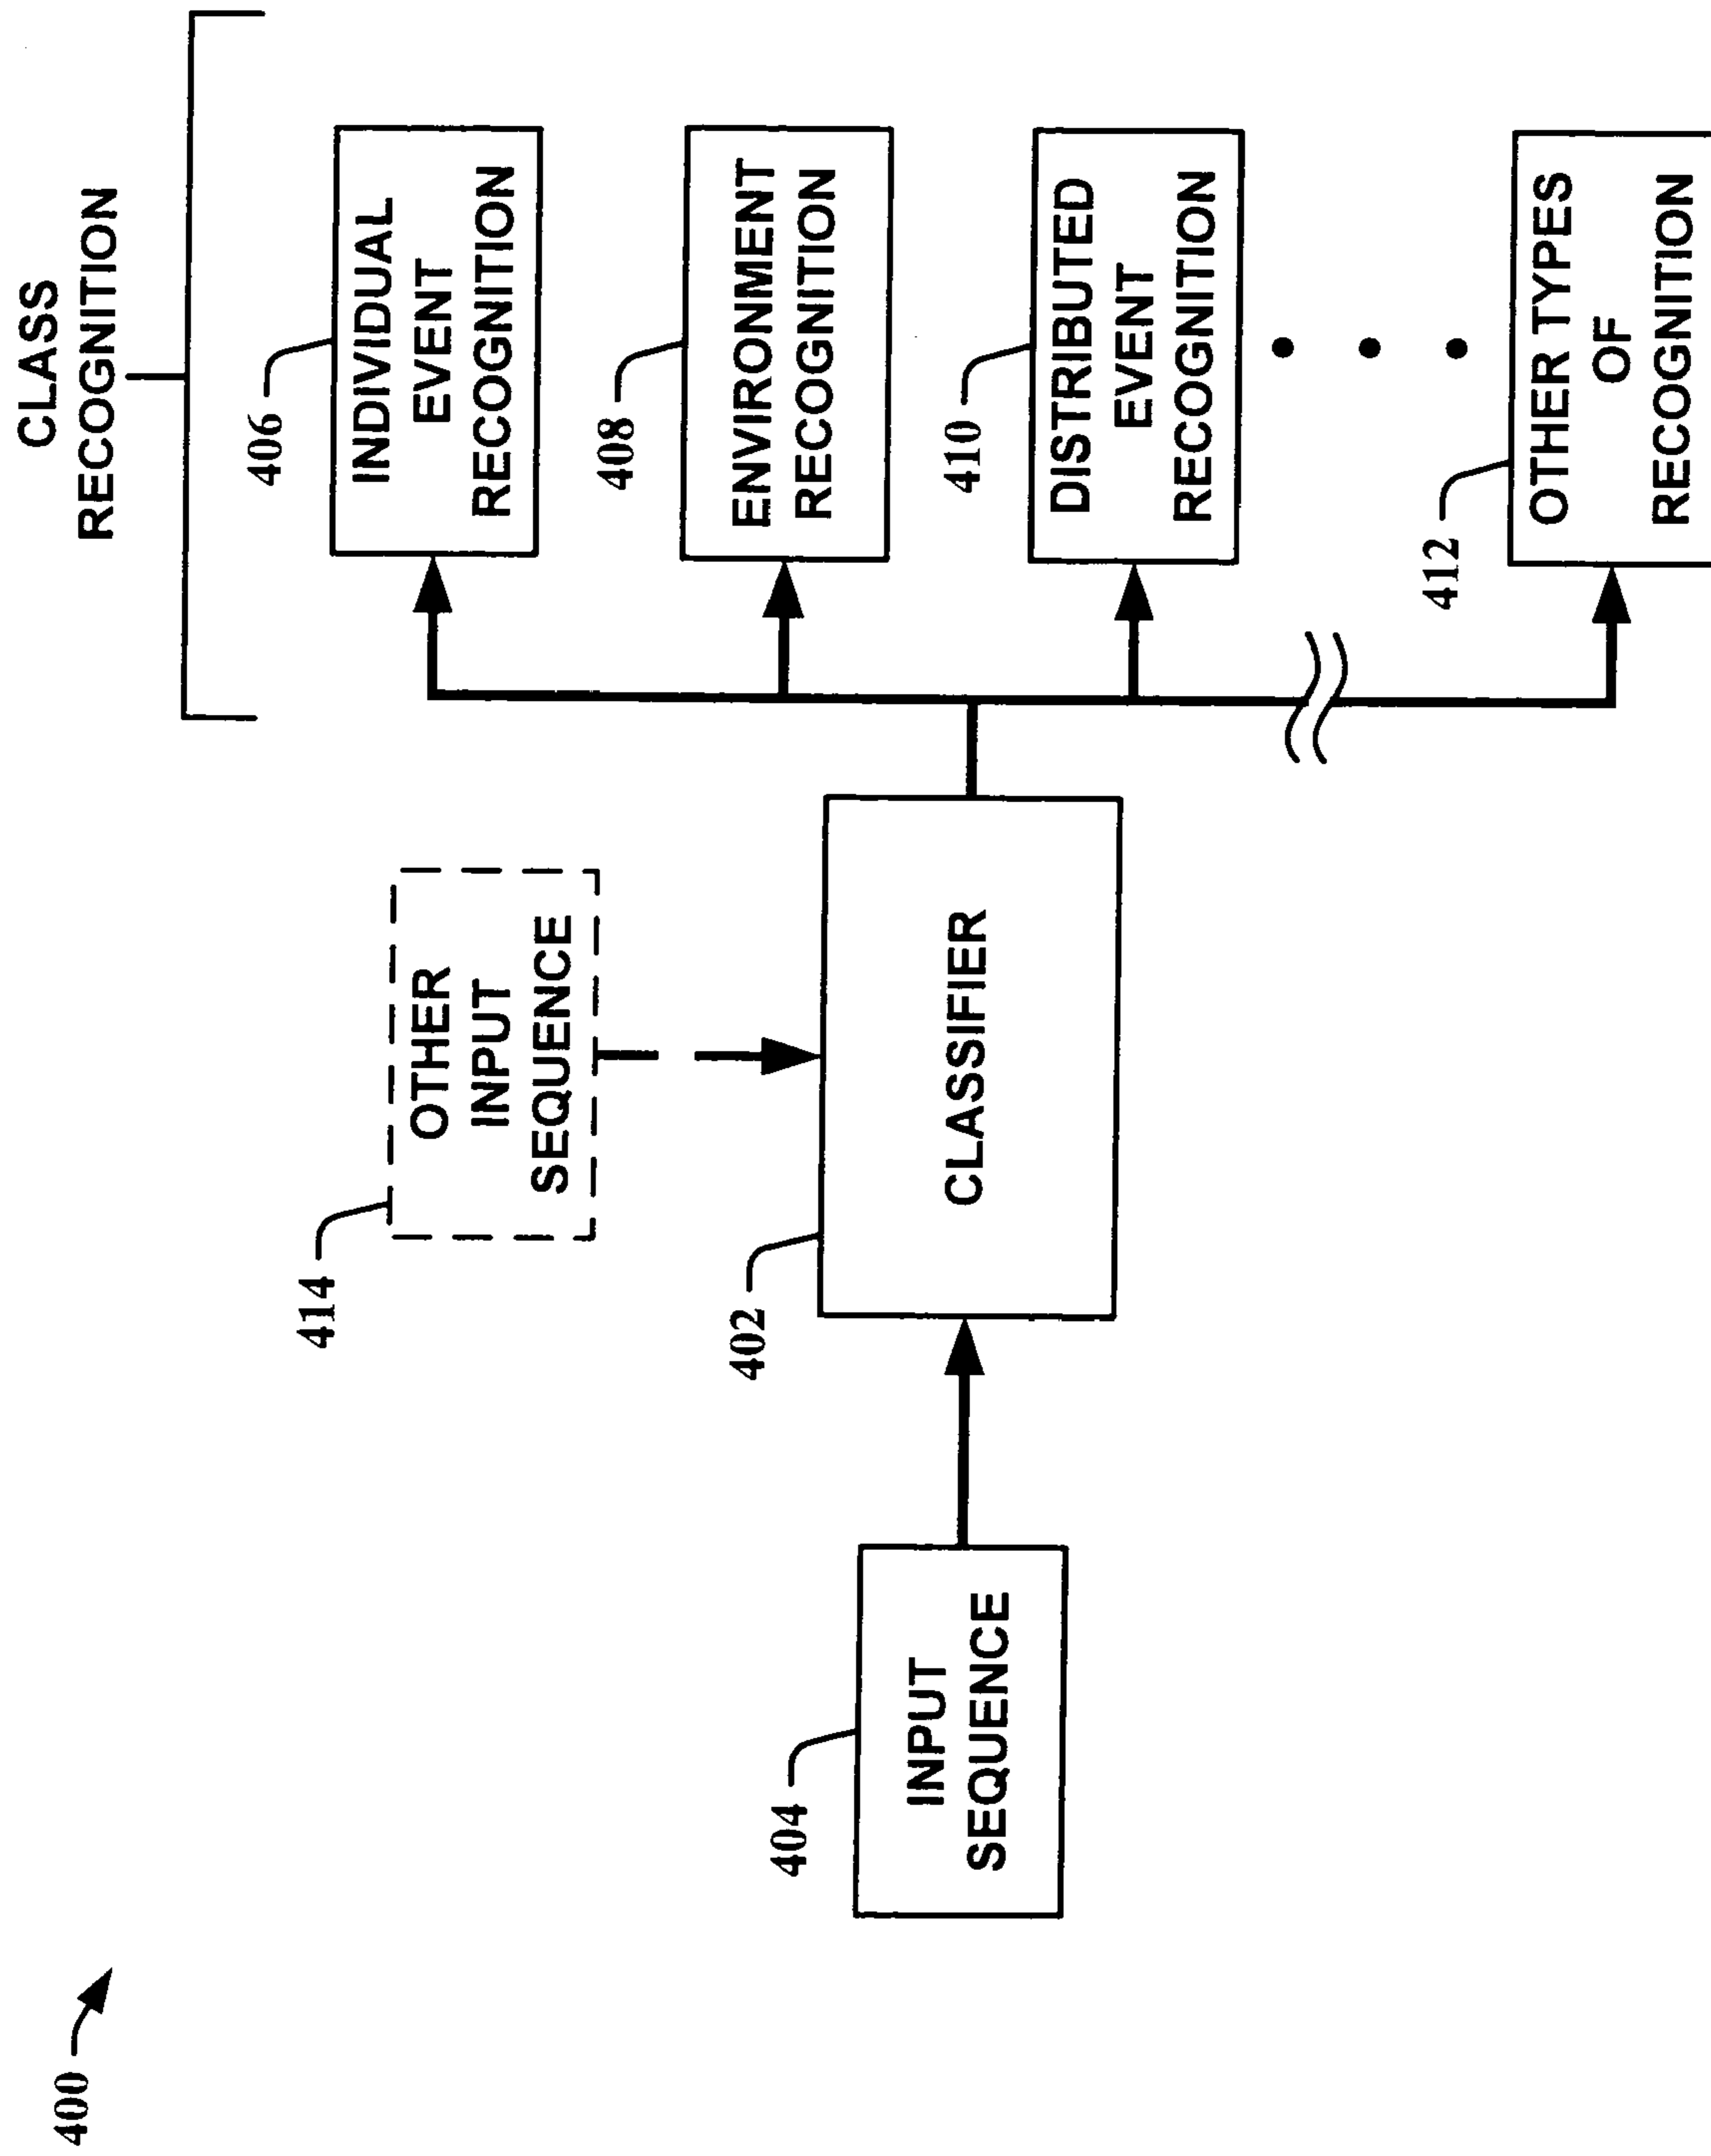 400
CLASS
RECOGNITION
414
OTHER
INPUT
SEQUENCE
406
INDIVIDUAL
EVENT
RECOGNITION
408
ENVIRONMENT
RECOGNITION
404
INPUT
SEQUENCE
402
CLASSIFIER
410
DISTRIBUTED
EVENT
RECOGNITION
412
OTHER TYPES
OF
RECOGNITION